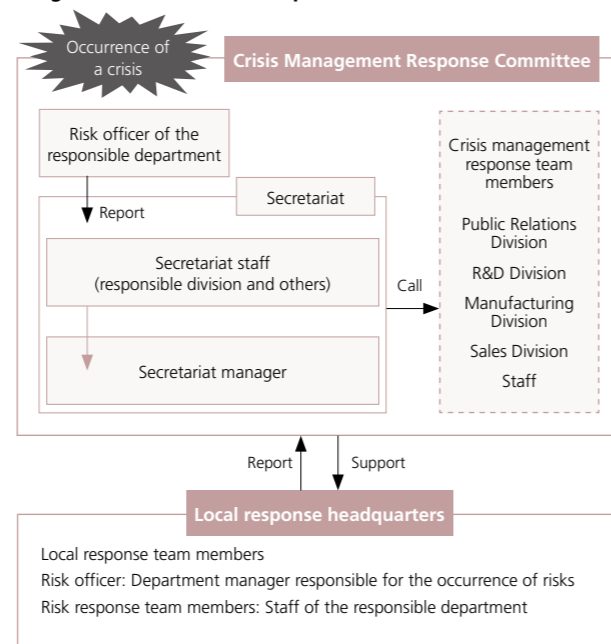 Occurrence of
a crisis
Crisis Management Response Committee
Risk officer of the
responsible department
Report
Secretariat
Secretariat staff
(responsible division and others)
Secretariat manager
Call
Crisis management
response team
members
Public Relations
Division
R&D Division
Manufacturing
Division
Sales Division
Staff
Report
Support
Local response headquarters
Local response team members
Risk officer: Department manager responsible for the occurrence of risks
Risk response team members: Staff of the responsible department